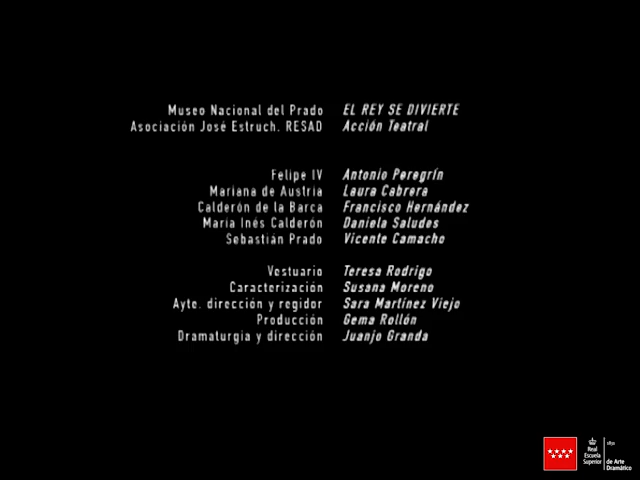 Museo Nacional del Prado EL REY SE DIVIERTE
Asociación José Estruch. RESAD Acción Teatral
Felipe IV Antonio Peregrín
Mariana de Austria Laura Cabrera
Calderón de la Barca Francisco Hernández
María Inés Calderón Daniela Saludes
Sebastián Prado Vicente Camacho
Vestuario Teresa Rodrigo
Caracterización Susana Moreno
Ayte. dirección y regidor Sara Martínez Viejo
Producción Gema Rollón
Dramaturgia y dirección Juanjo Granda
Real
Escuela
Superior
1831
de Arte
Dramático